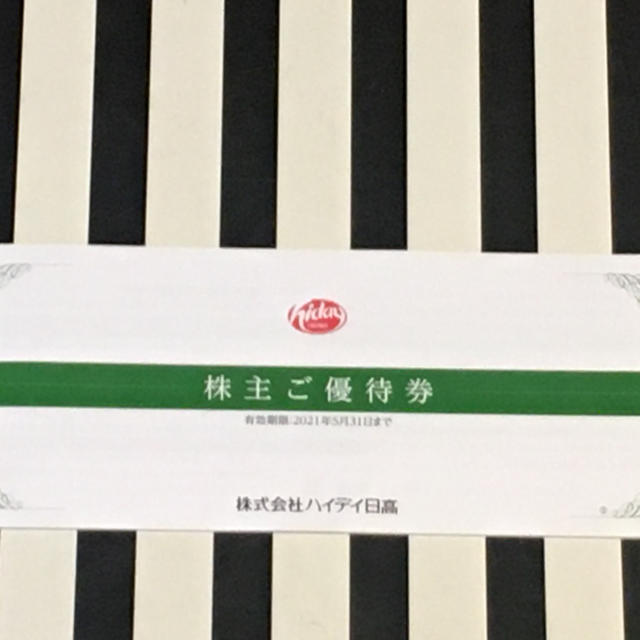 hiday
株主ご優待券
有効期限:2021年5月31日まで
株式会社ハイデイ日高